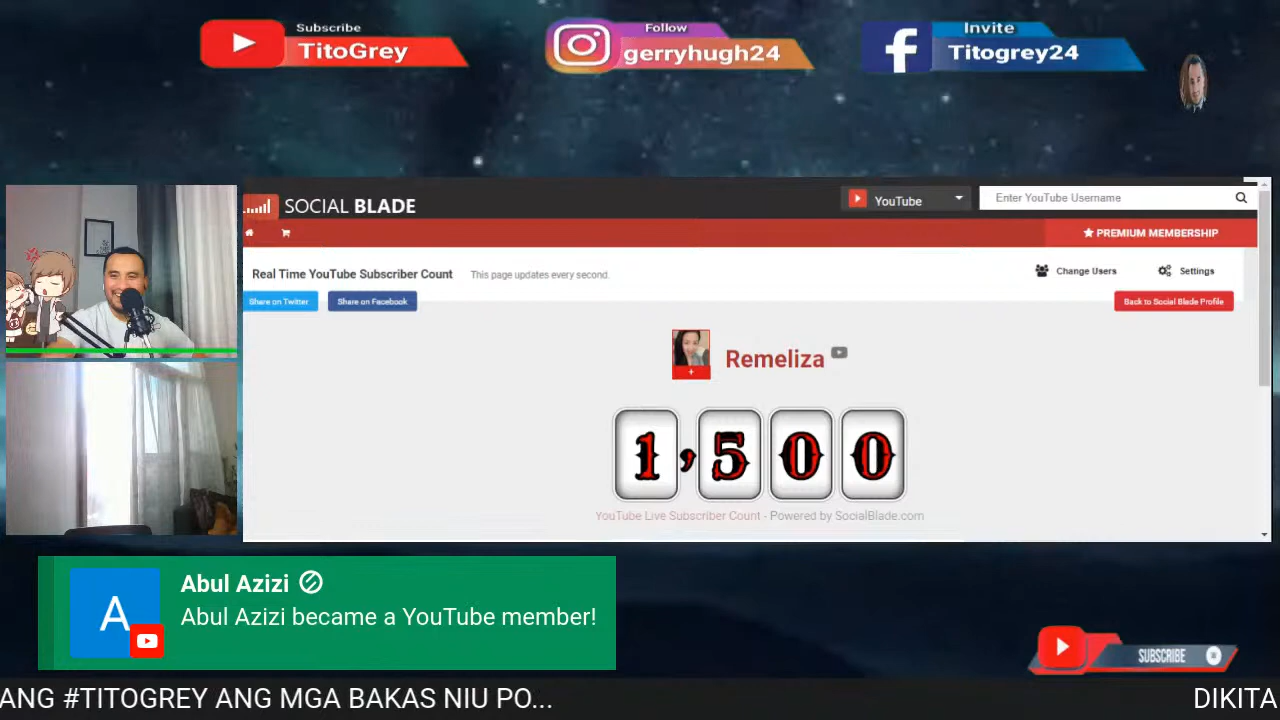 Subscribe
TitoGrey
Follow
gerryhugh24
Invite
Titogrey24
SOCIAL BLADE
YouTube
Enter YouTube Username
PREMIUM MEMBERSHIP
Real Time YouTube Subscriber Count
This page updates every second.
Change Users
Settings
Share on Twitter
Share on Facebook
Back to Social Blade Profile
Remeliza
1,500
YouTube Live Subscriber Count - Powered by SocialBlade.com
A
Abul Azizi
Abul Azizi became a YouTube member!
SUBSCRIBE
ANG #TITOGREY ANG MGA BAKAS NIU PO...
DIKITA